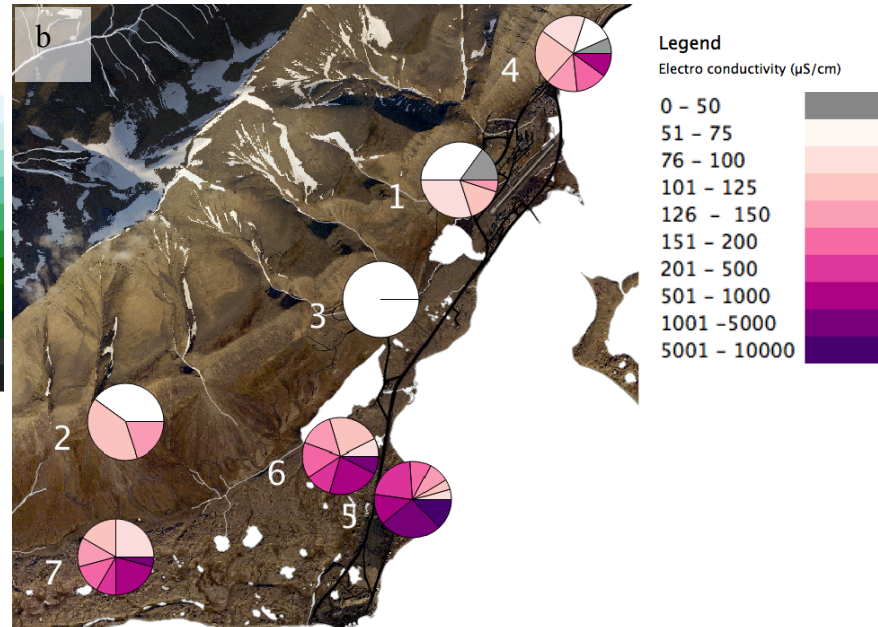 b
4
1
3
2
6
5
7
Legend
Electro conductivity (µS/cm)
0 – 50
51 – 75
76 – 100
101 – 125
126 – 150
151 – 200
201 – 500
501 – 1000
1001 –5000
5001 – 10000